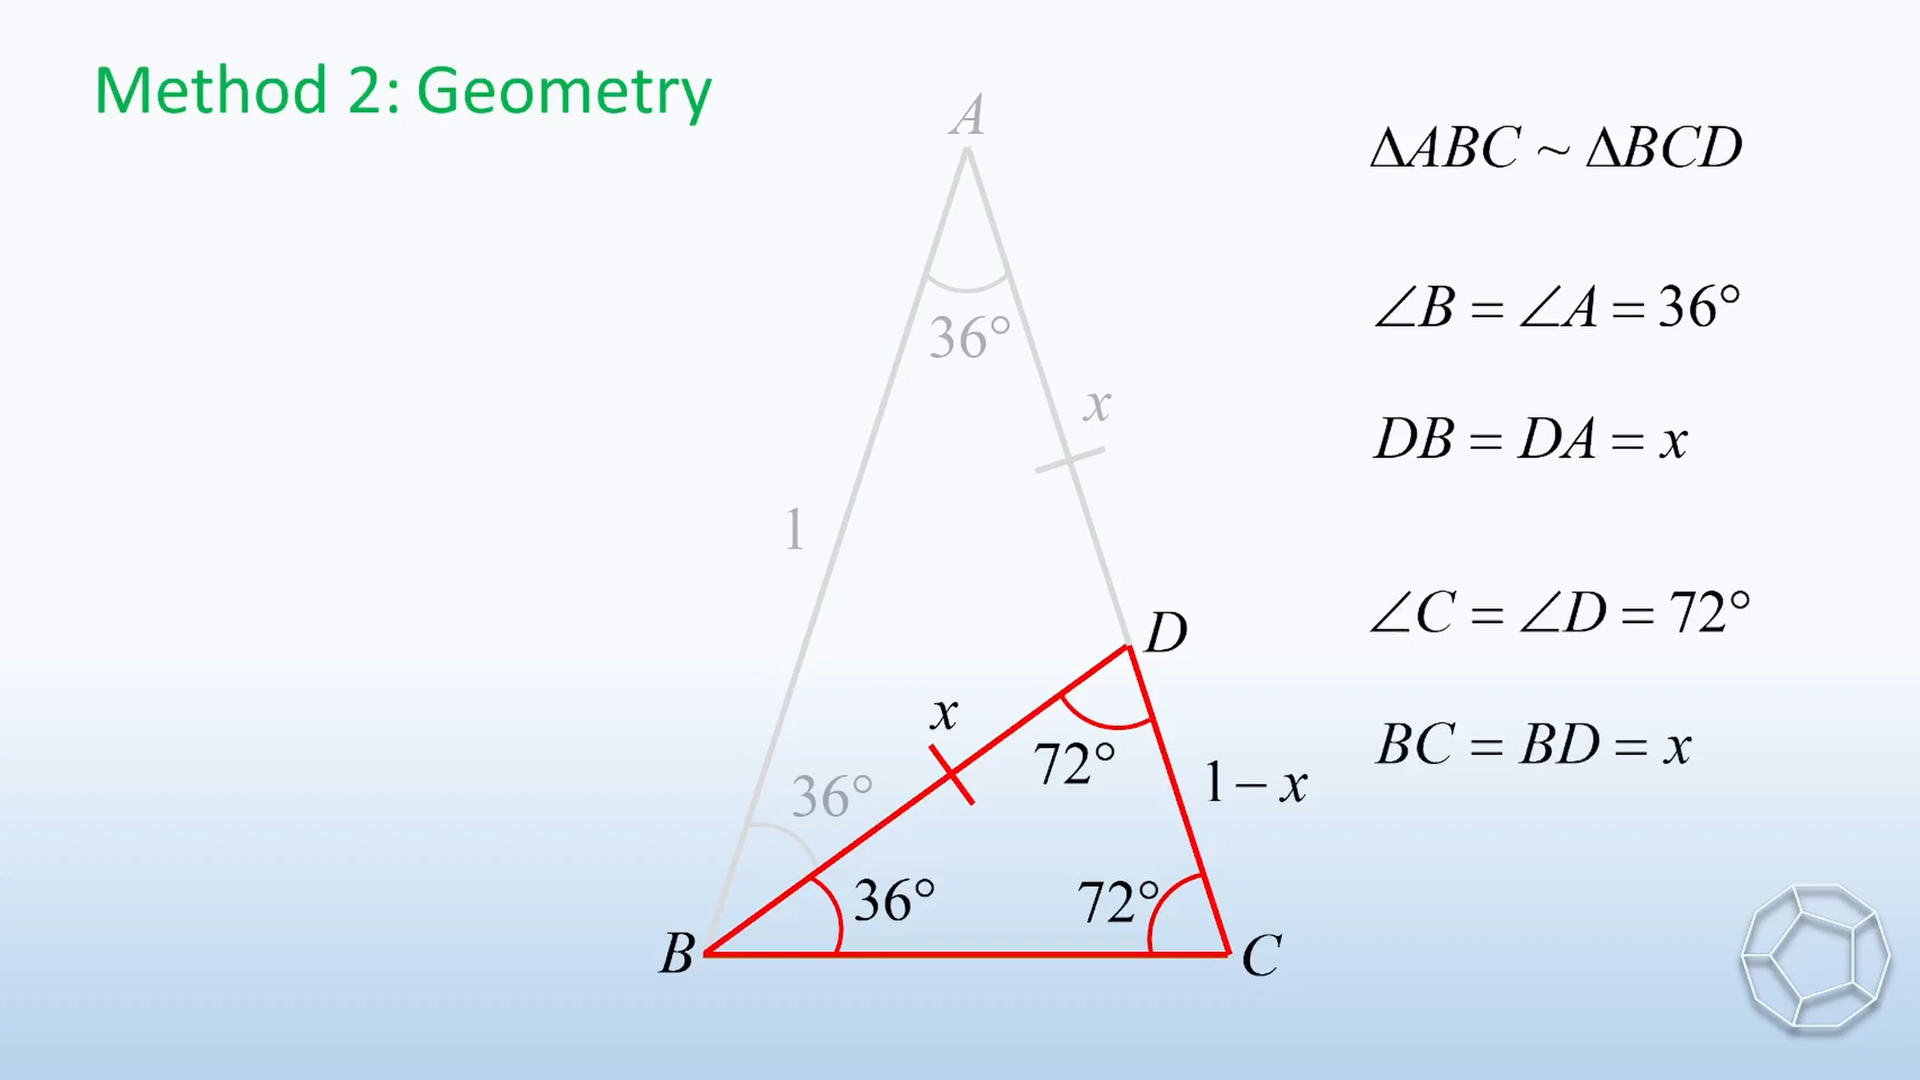 Method 2: Geometry
A
36°
x
1
D
x
72°
36°
1 − x
36°
72°
B
C
ΔABC ~ ΔBCD
∠B = ∠A = 36°
DB = DA = x
∠C = ∠D = 72°
BC = BD = x